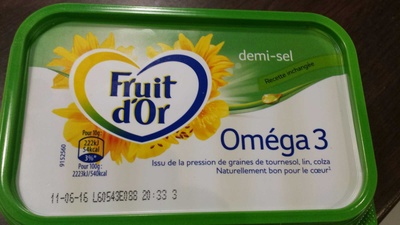 demi-sel
Recette inchangée
Fruit
d'Or
Oméga 3
Issu de la pression de graines de tournesol, lin, colza
Naturellement bon pour le cœur¹
Pour 10g:
222kJ
54kcal
3%*
Pour 100g:
2223kJ/540kcal
9152560
11-06-16 L60543E088 20:33 3